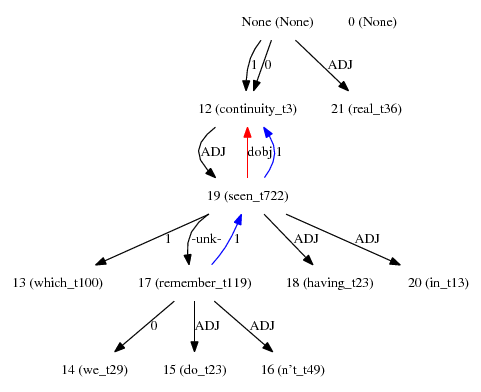 None (None) 0 (None)
1 0 ADJ
12 (continuity_t3) 21 (real_t36)
ADJ dobj 1
19 (seen_t722)
1 -unk- 1 ADJ ADJ
13 (which_t100) 17 (remember_t119) 18 (having_t23) 20 (in_t13)
0 ADJ ADJ
14 (we_t29) 15 (do_t23) 16 (n't_t49)